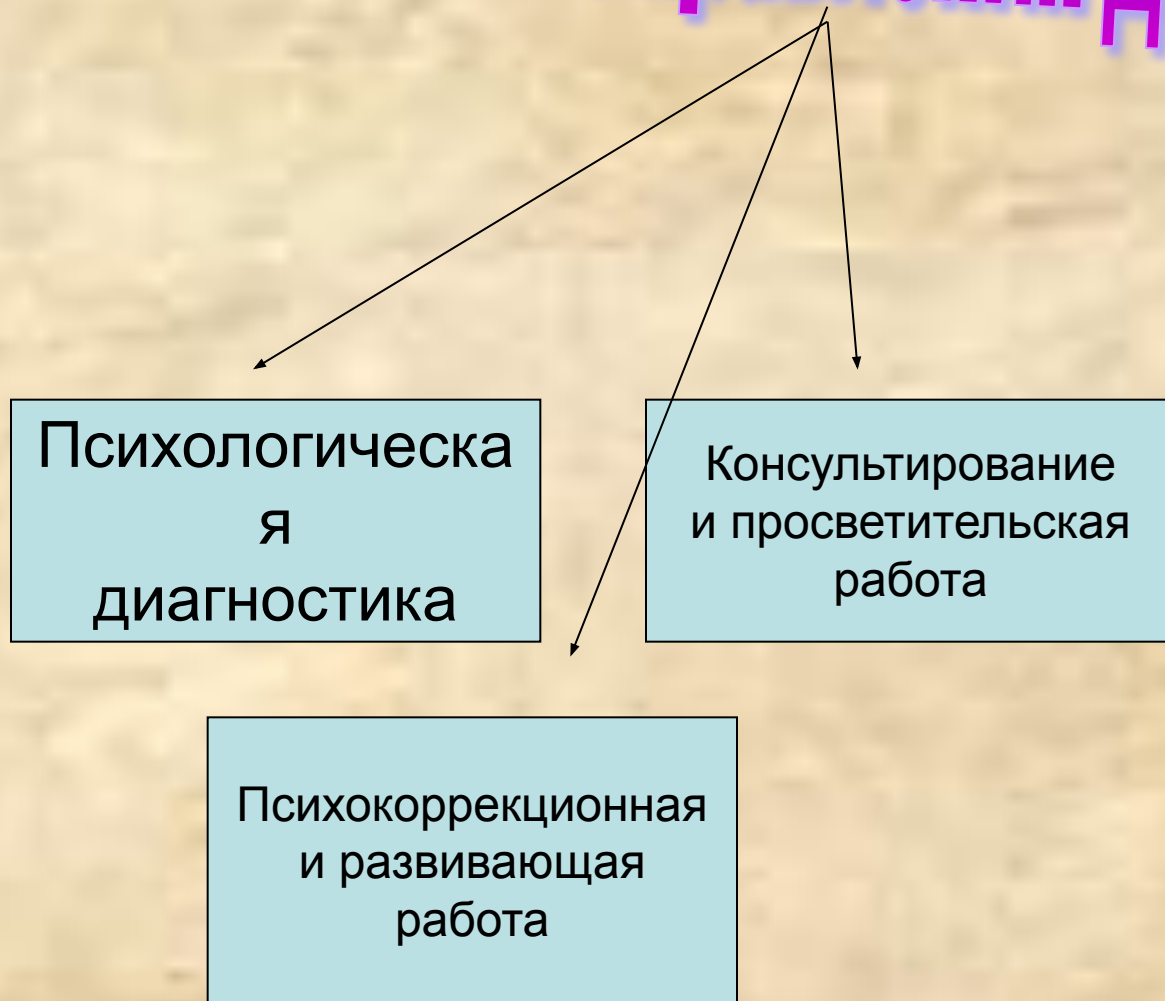 Психологическа
я
диагностика
Консультирование
и просветительская
работа
Психокоррекционная
и развивающая
работа